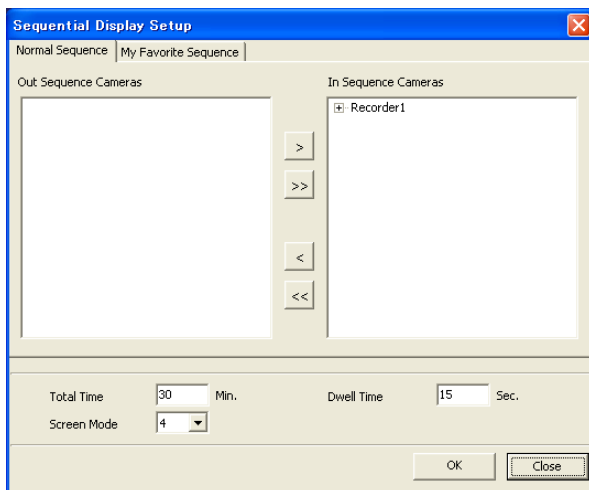 Sequential Display Setup
Normal Sequence My Favorite Sequence
Out Sequence Cameras In Sequence Cameras
Recorder1
>
>>
<
<<
Total Time 30 Min. Dwell Time 15 Sec.
Screen Mode 4
OK Close